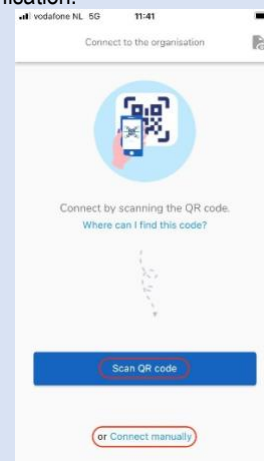 nisation.
vodafone NL 5G 11:41
Connect to the organisation
Connect by scanning the QR code.
Where can I find this code?
Scan QR code
or Connect manually